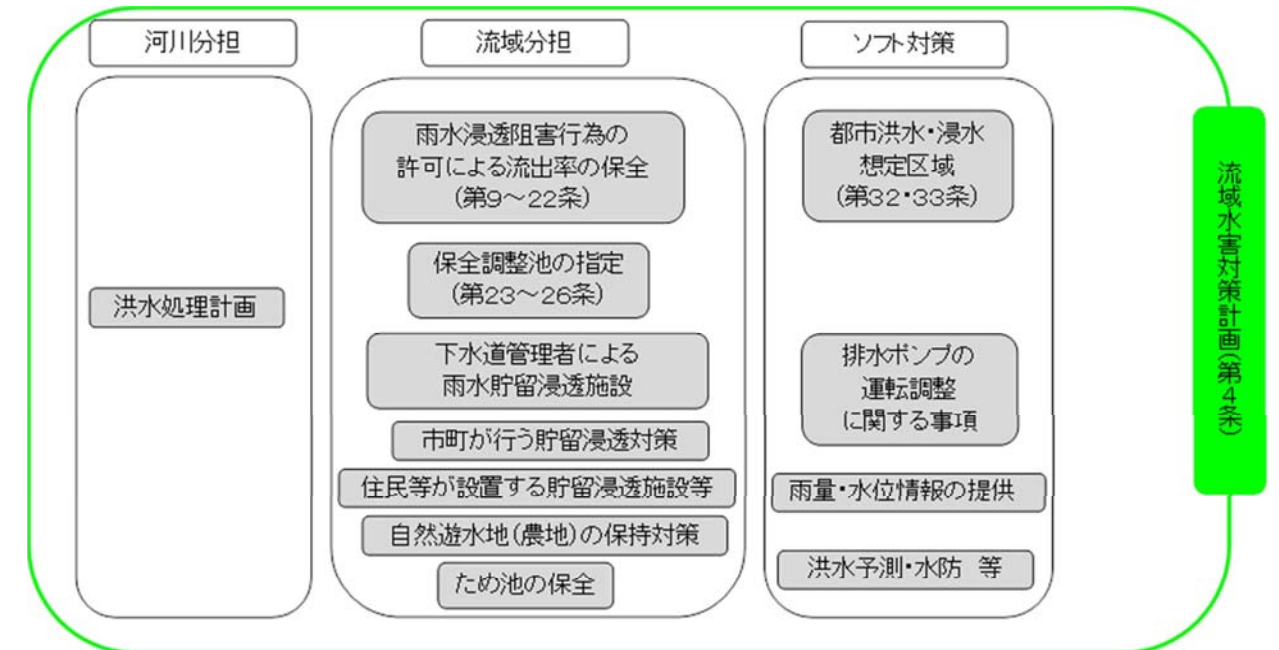 河川分担
洪水処理計画
流域分担
雨水浸透阻害行為の
許可による流出率の保全
(第9～22条)
保全調整池の指定
(第23～26条)
下水道管理者による
雨水貯留浸透施設
市町が行う貯留浸透対策
住民等が設置する貯留浸透施設等
自然遊水地(農地)の保持対策
ため池の保全
ソフト対策
都市洪水・浸水
想定区域
(第32・33条)
排水ポンプの
運転調整
に関する事項
雨量・水位情報の提供
洪水予測・水防 等
流域水害対策計画(第4条)